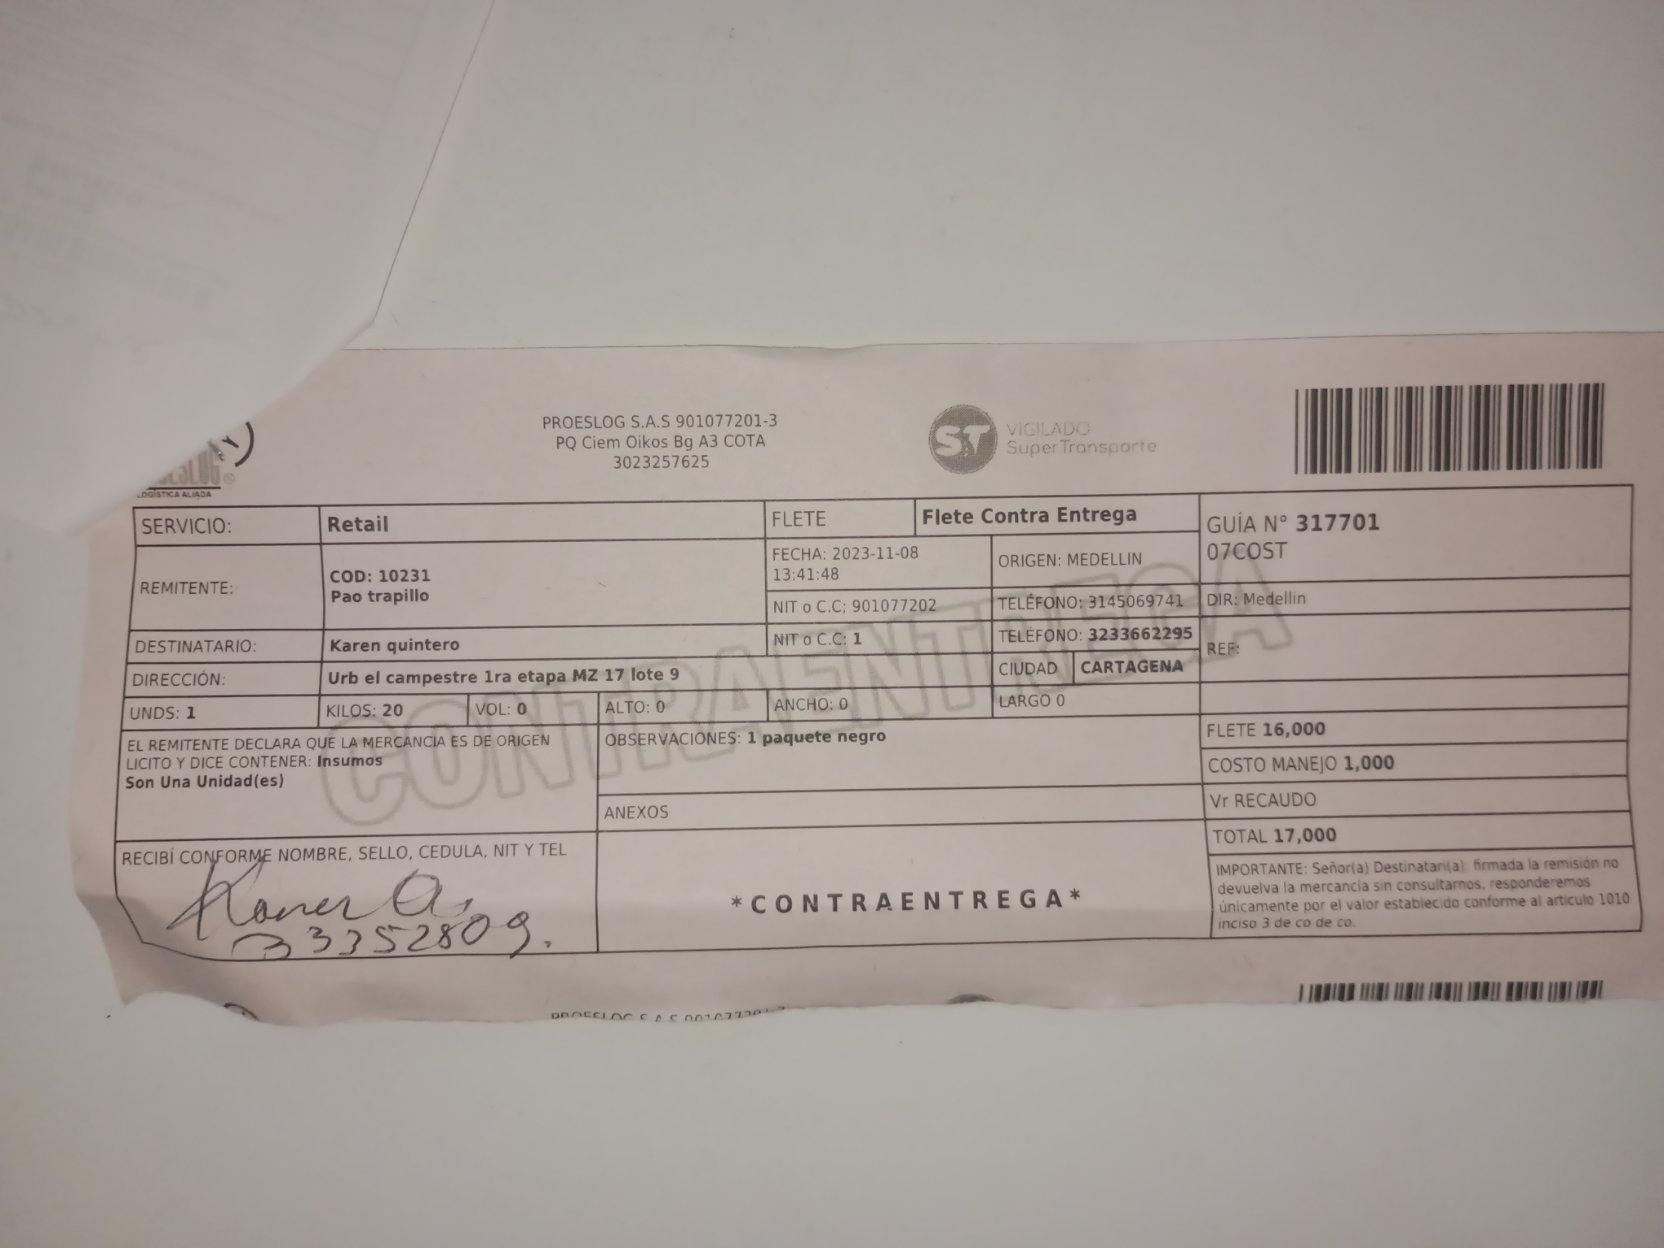 PROESLOG S.A.S 901077201-3
PQ Ciem Oikos Bg A3 COTA
3023257625
ST VIGILADO
SuperTransporte
LOGÍSTICA ALIADA
SERVICIO: Retail FLETE Flete Contra Entrega
GUÍA N° 317701
07COST
REMITENTE: COD: 10231
Pao trapillo
FECHA: 2023-11-08
13:41:48
ORIGEN: MEDELLIN
NIT o C.C; 901077202 TELÉFONO: 3145069741 DIR: Medellin
DESTINATARIO: Karen quintero NIT o C.C: 1 TELÉFONO: 3233662295 REF:
DIRECCIÓN: Urb el campestre 1ra etapa MZ 17 lote 9 CIUDAD CARTAGENA
UNDS: 1 KILOS: 20 VOL: 0 ALTO: 0 ANCHO: 0 LARGO 0
CONTRAENTREGA
EL REMITENTE DECLARA QUE LA MERCANCIA ES DE ORIGEN
LICITO Y DICE CONTENER: Insumos
Son Una Unidad(es)
OBSERVACIONES: 1 paquete negro
ANEXOS
FLETE 16,000
COSTO MANEJO 1,000
Vr RECAUDO
TOTAL 17,000
RECIBÍ CONFORME NOMBRE, SELLO, CEDULA, NIT Y TEL
33352809.
*CONTRAENTREGA*
IMPORTANTE: Señor(a) Destinatari(a): firmada la remisión no
devuelva la mercancía sin consultarnos, responderemos
únicamente por el valor establecido conforme al articulo 1010
inciso 3 de co de co.